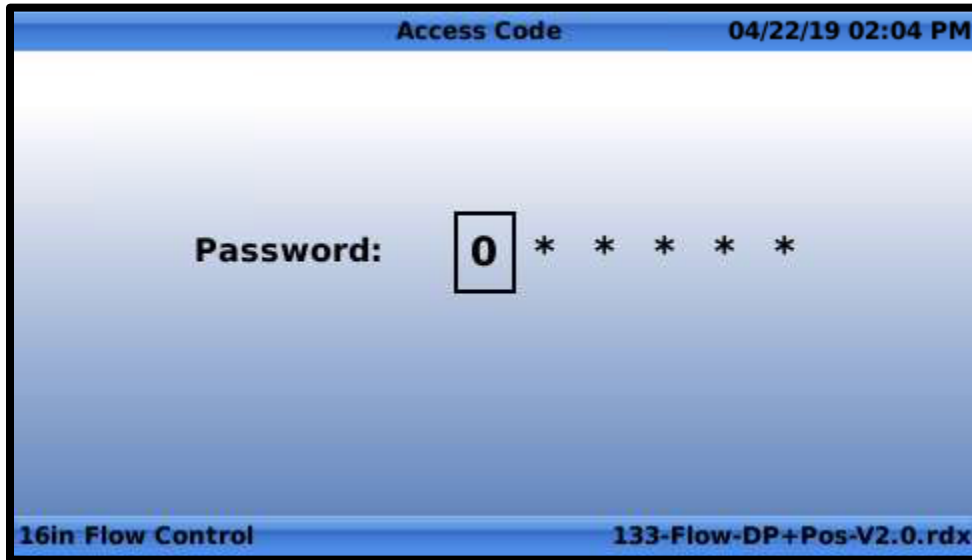 Access Code 04/22/19 02:04 PM
Password: 0 * * * * *
16in Flow Control 133-Flow-DP+Pos-V2.0.rdx